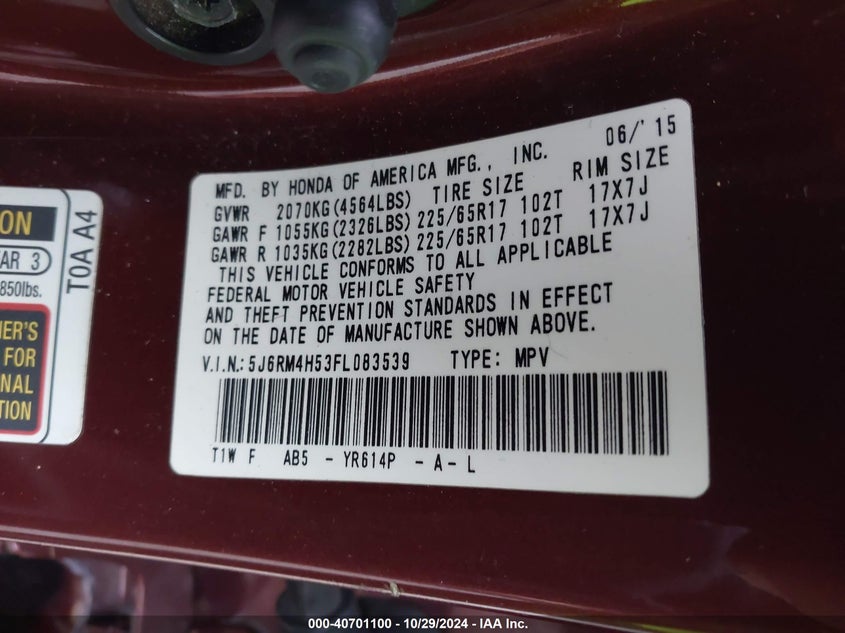 ON
AR 3
850lbs.
ER'S
FOR
NAL
TION
T0A A4
06/'15
MFD. BY HONDA OF AMERICA MFG., INC.
GVWR 2070KG(4564LBS) TIRE SIZE RIM SIZE
GAWR F 1055KG(2326LBS) 225/65R17 102T 17X7J
GAWR R 1035KG(2282LBS) 225/65R17 102T 17X7J
THIS VEHICLE CONFORMS TO ALL APPLICABLE
FEDERAL MOTOR VEHICLE SAFETY
AND THEFT PREVENTION STANDARDS IN EFFECT
ON THE DATE OF MANUFACTURE SHOWN ABOVE.
V.I.N.: 5J6RM4H53FL083539 TYPE: MPV
T1W F AB5 - YR614P - A - L
000-40701100 - 10/29/2024 - IAA Inc.